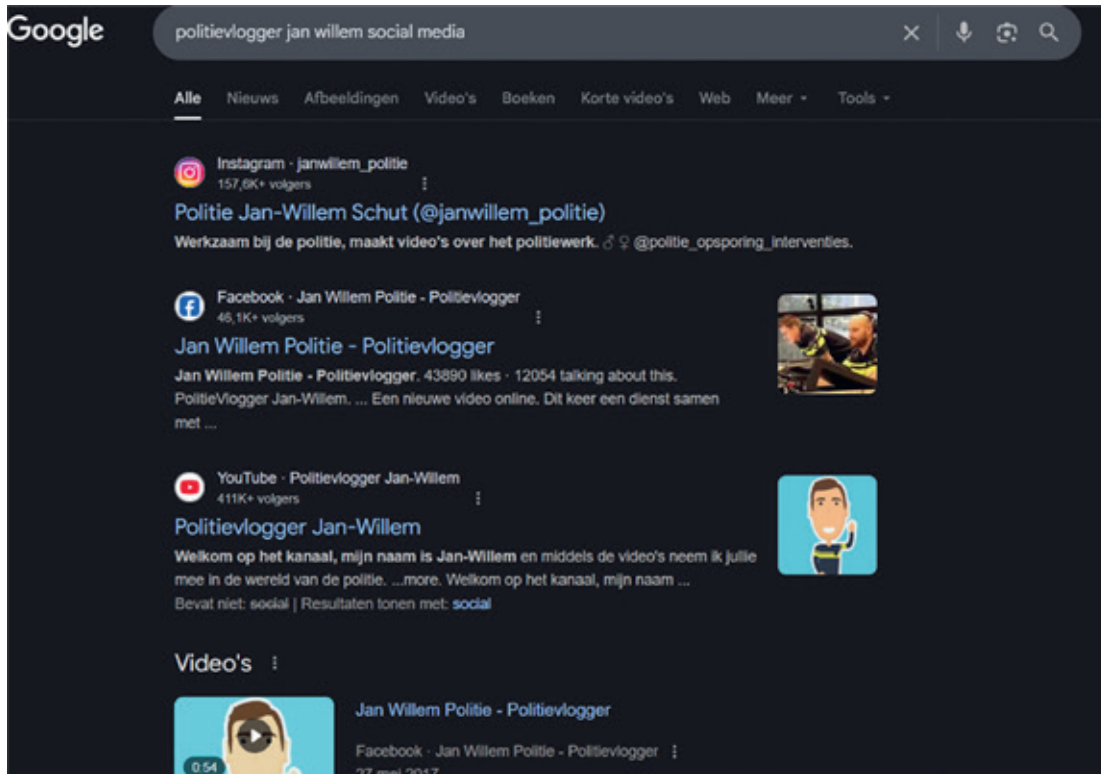 Google
politievlogger jan willem social media
Alle Nieuws Afbeeldingen Video's Boeken Korte video's Web Meer Tools
Instagram · janwillem_politie
157,6K+ volgers
Politie Jan-Willem Schut (@janwillem_politie)
Werkzaam bij de politie, maakt video's over het politiewerk. ♂ ♀ @politie_opsporing_interventies.
Facebook · Jan Willem Politie - Politievlogger
46,1K+ volgers
Jan Willem Politie - Politievlogger
Jan Willem Politie - Politievlogger. 43890 likes · 12054 talking about this.
PolitieVlogger Jan-Willem. ... Een nieuwe video online. Dit keer een dienst samen
met ...
YouTube · Politievlogger Jan-Willem
411K+ volgers
Politievlogger Jan-Willem
Welkom op het kanaal, mijn naam is Jan-Willem en middels de video's neem ik jullie
mee in de wereld van de politie. ...more. Welkom op het kanaal, mijn naam ...
Bevat niet: social | Resultaten tonen met: social
Video's
0:54
Jan Willem Politie - Politievlogger
Facebook · Jan Willem Politie - Politievlogger
27 mei 2017